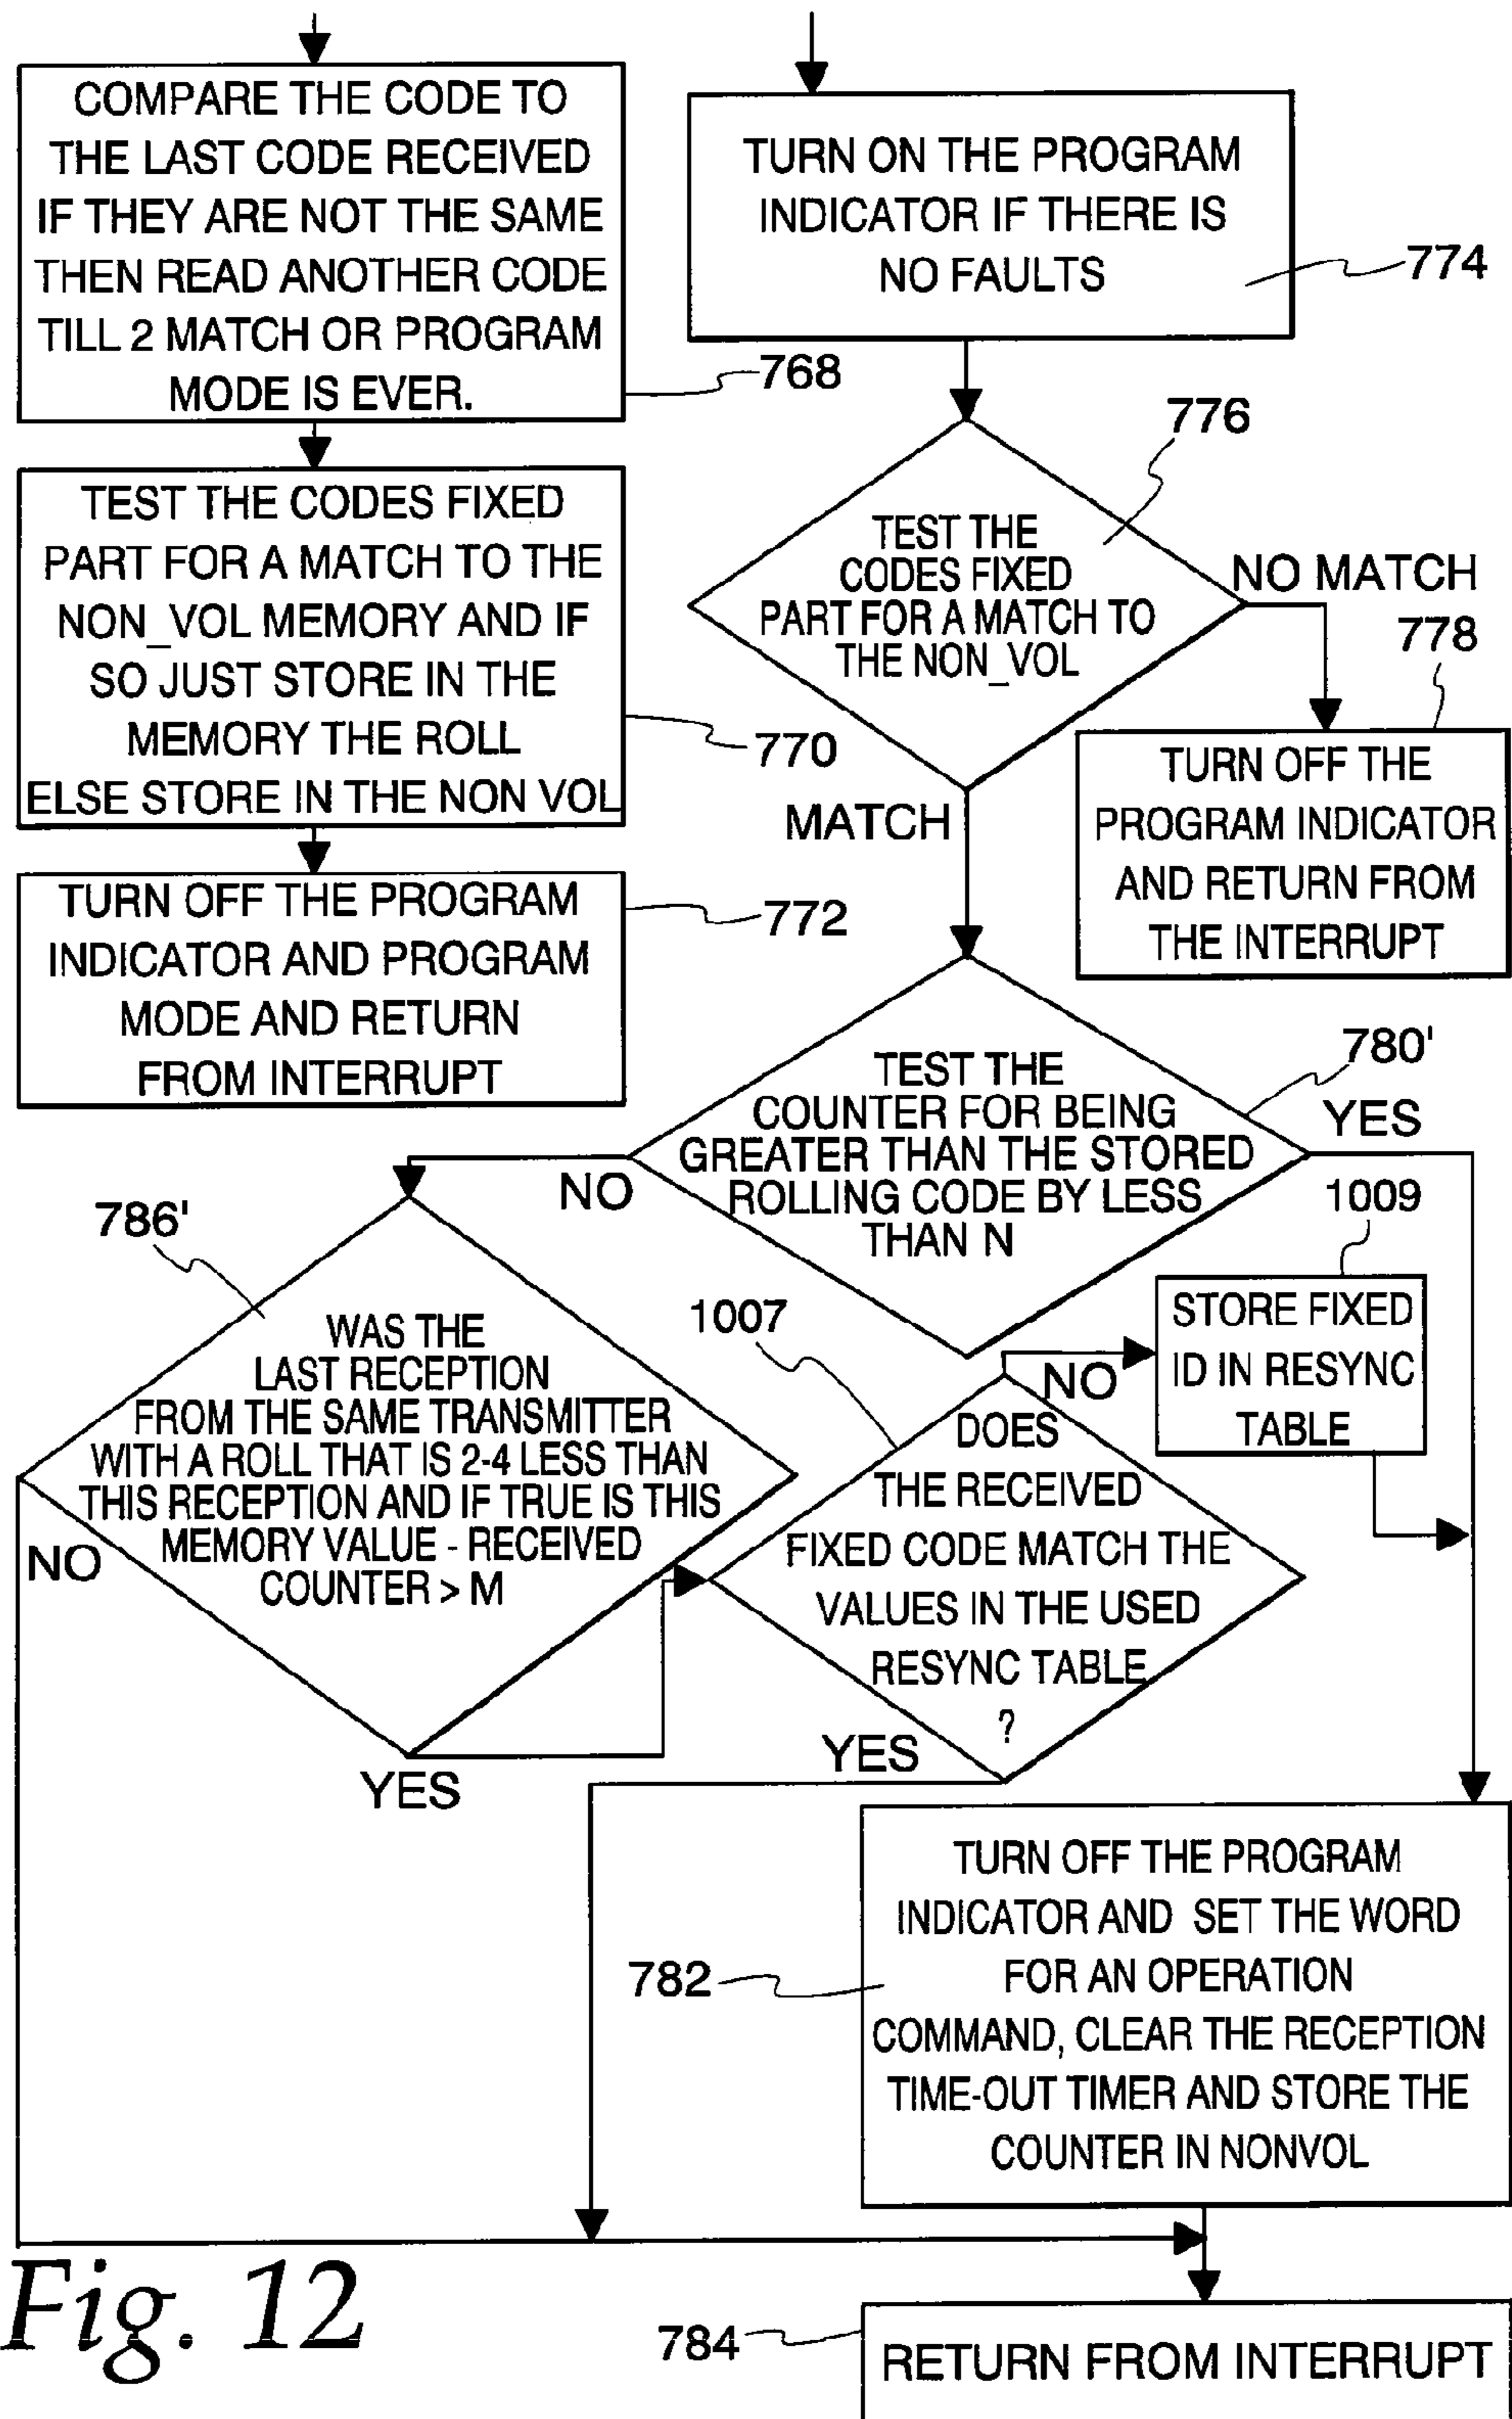 COMPARE THE CODE TO
THE LAST CODE RECEIVED
IF THEY ARE NOT THE SAME
THEN READ ANOTHER CODE
TILL 2 MATCH OR PROGRAM
MODE IS EVER.
768
TEST THE CODES FIXED
PART FOR A MATCH TO THE
NON_VOL MEMORY AND IF
SO JUST STORE IN THE
MEMORY THE ROLL
ELSE STORE IN THE NON VOL
770
TURN OFF THE PROGRAM
INDICATOR AND PROGRAM
MODE AND RETURN
FROM INTERRUPT
772
TURN ON THE PROGRAM
INDICATOR IF THERE IS
NO FAULTS
774
776
TEST THE
CODES FIXED
PART FOR A MATCH TO
THE NON_VOL
NO MATCH
778
TURN OFF THE
PROGRAM INDICATOR
AND RETURN FROM
THE INTERRUPT
MATCH
780'
TEST THE
COUNTER FOR BEING
GREATER THAN THE STORED
ROLLING CODE BY LESS
THAN N
YES
NO
786'
WAS THE
LAST RECEPTION
FROM THE SAME TRANSMITTER
WITH A ROLL THAT IS 2-4 LESS THAN
THIS RECEPTION AND IF TRUE IS THIS
MEMORY VALUE - RECEIVED
COUNTER > M
NO
YES
1007
DOES
THE RECEIVED
FIXED CODE MATCH THE
VALUES IN THE USED
RESYNC TABLE
?
NO
YES
1009
STORE FIXED
ID IN RESYNC
TABLE
782
TURN OFF THE PROGRAM
INDICATOR AND SET THE WORD
FOR AN OPERATION
COMMAND, CLEAR THE RECEPTION
TIME-OUT TIMER AND STORE THE
COUNTER IN NONVOL
784
RETURN FROM INTERRUPT
Fig. 12